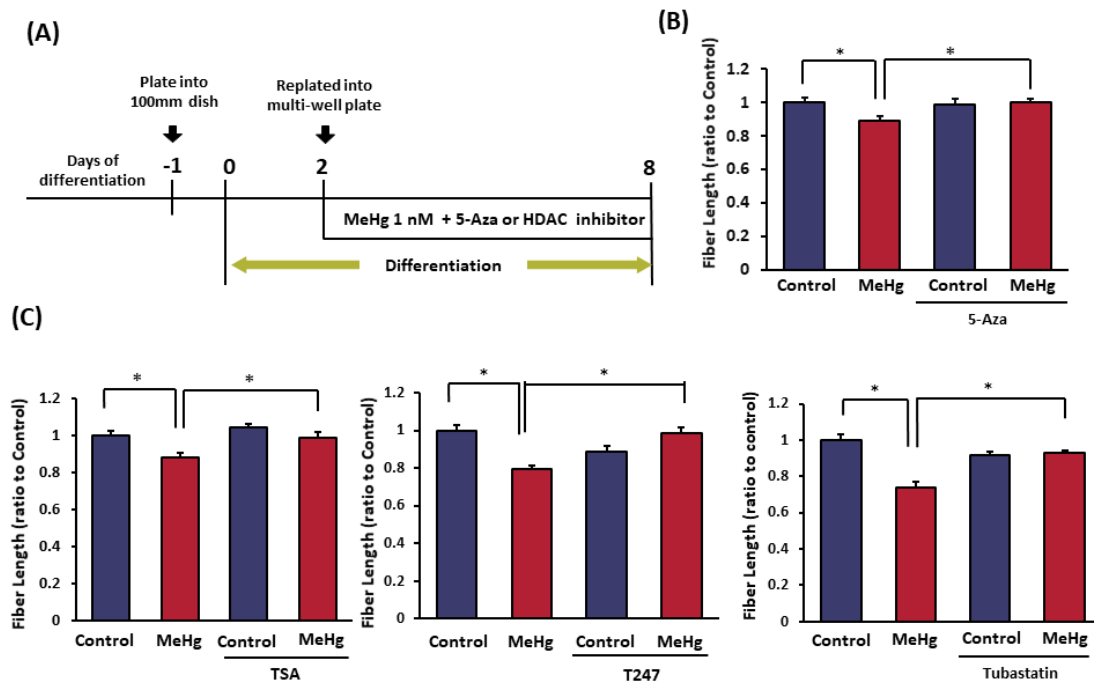 (A)
Plate into
100mm dish
Replated into
multi-well plate
Days of
differentiation
-1
0
2
8
MeHg 1 nM + 5-Aza or HDAC inhibitor
Differentiation
(B)
Fiber Length (ratio to Control)
1.2
1
0.8
0.6
0.4
0.2
0
*
*
Control MeHg Control MeHg
5-Aza
(C)
Fiber Length (ratio to Control)
1.2
1
0.8
0.6
0.4
0.2
0
*
*
Control MeHg Control MeHg
TSA
Fiber Length (ratio to Control)
1.2
1
0.8
0.6
0.4
0.2
0
*
*
Control MeHg Control MeHg
T247
Fiber Length (ratio to control)
1.2
1
0.8
0.6
0.4
0.2
0
*
*
Control MeHg Control MeHg
Tubastatin